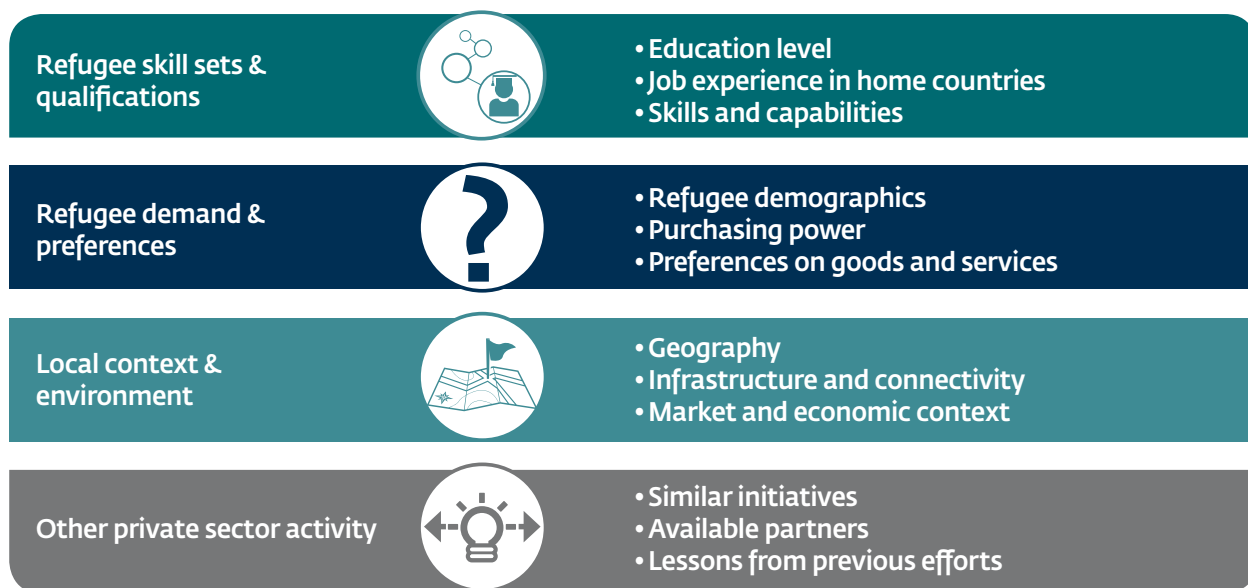 Refugee skill sets &
qualifications
• Education level
• Job experience in home countries
• Skills and capabilities
Refugee demand &
preferences
?
• Refugee demographics
• Purchasing power
• Preferences on goods and services
Local context &
environment
• Geography
• Infrastructure and connectivity
• Market and economic context
Other private sector activity
• Similar initiatives
• Available partners
• Lessons from previous efforts